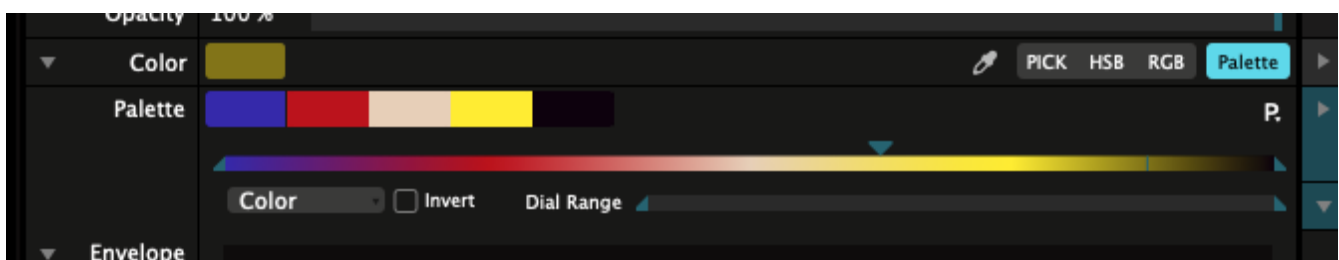 Opacity 100 %
Color PICK HSB RGB Palette
Palette P.
Color Invert Dial Range
Envelope